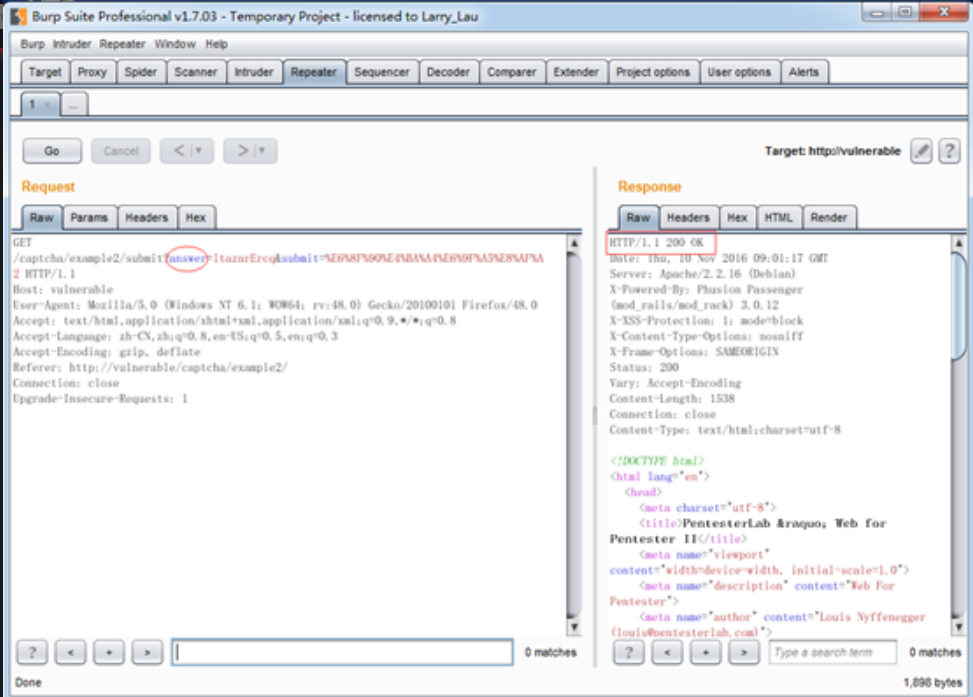 Burp Suite Professional v1.7.03 - Temporary Project - licensed to Larry_Lau
Burp Intruder Repeater Window Help
Target Proxy Spider Scanner Intruder Repeater Sequencer Decoder Comparer Extender Project options User options Alerts
1 × ...
Go Cancel < | ▼ > | ▼ Target: http://vulnerable ?
Request
Raw Params Headers Hex
GET
/captcha/example2/submit?answer=ltaznrErcq&submit=%E6%8F%90%E4%BA%A4%E6%9F%A5%E8%AF%A
2 HTTP/1.1
Host: vulnerable
User-Agent: Mozilla/5.0 (Windows NT 6.1; WOW64; rv:48.0) Gecko/20100101 Firefox/48.0
Accept: text/html,application/xhtml+xml,application/xml;q=0.9,*/*;q=0.8
Accept-Language: zh-CN,zh;q=0.8,en-US;q=0.5,en;q=0.3
Accept-Encoding: gzip, deflate
Referer: http://vulnerable/captcha/example2/
Connection: close
Upgrade-Insecure-Requests: 1
? < + > 0 matches
Response
Raw Headers Hex HTML Render
HTTP/1.1 200 OK
Date: Thu, 10 Nov 2016 09:01:17 GMT
Server: Apache/2.2.16 (Debian)
X-Powered-By: Phusion Passenger
(mod_rails/mod_rack) 3.0.12
X-XSS-Protection: 1; mode=block
X-Content-Type-Options: nosniff
X-Frame-Options: SAMEORIGIN
Status: 200
Vary: Accept-Encoding
Content-Length: 1538
Connection: close
Content-Type: text/html;charset=utf-8
<!DOCTYPE html>
<html lang="en">
<head>
<meta charset="utf-8">
<title>PentesterLab &raquo; Web for
Pentester II</title>
<meta name="viewport"
content="width=device-width, initial-scale=1.0">
<meta name="description" content="Web For
Pentester">
<meta name="author" content="Louis Nyffenegger
(louis@pentesterlab.com)">
? < + > Type a search term 0 matches
Done 1,898 bytes